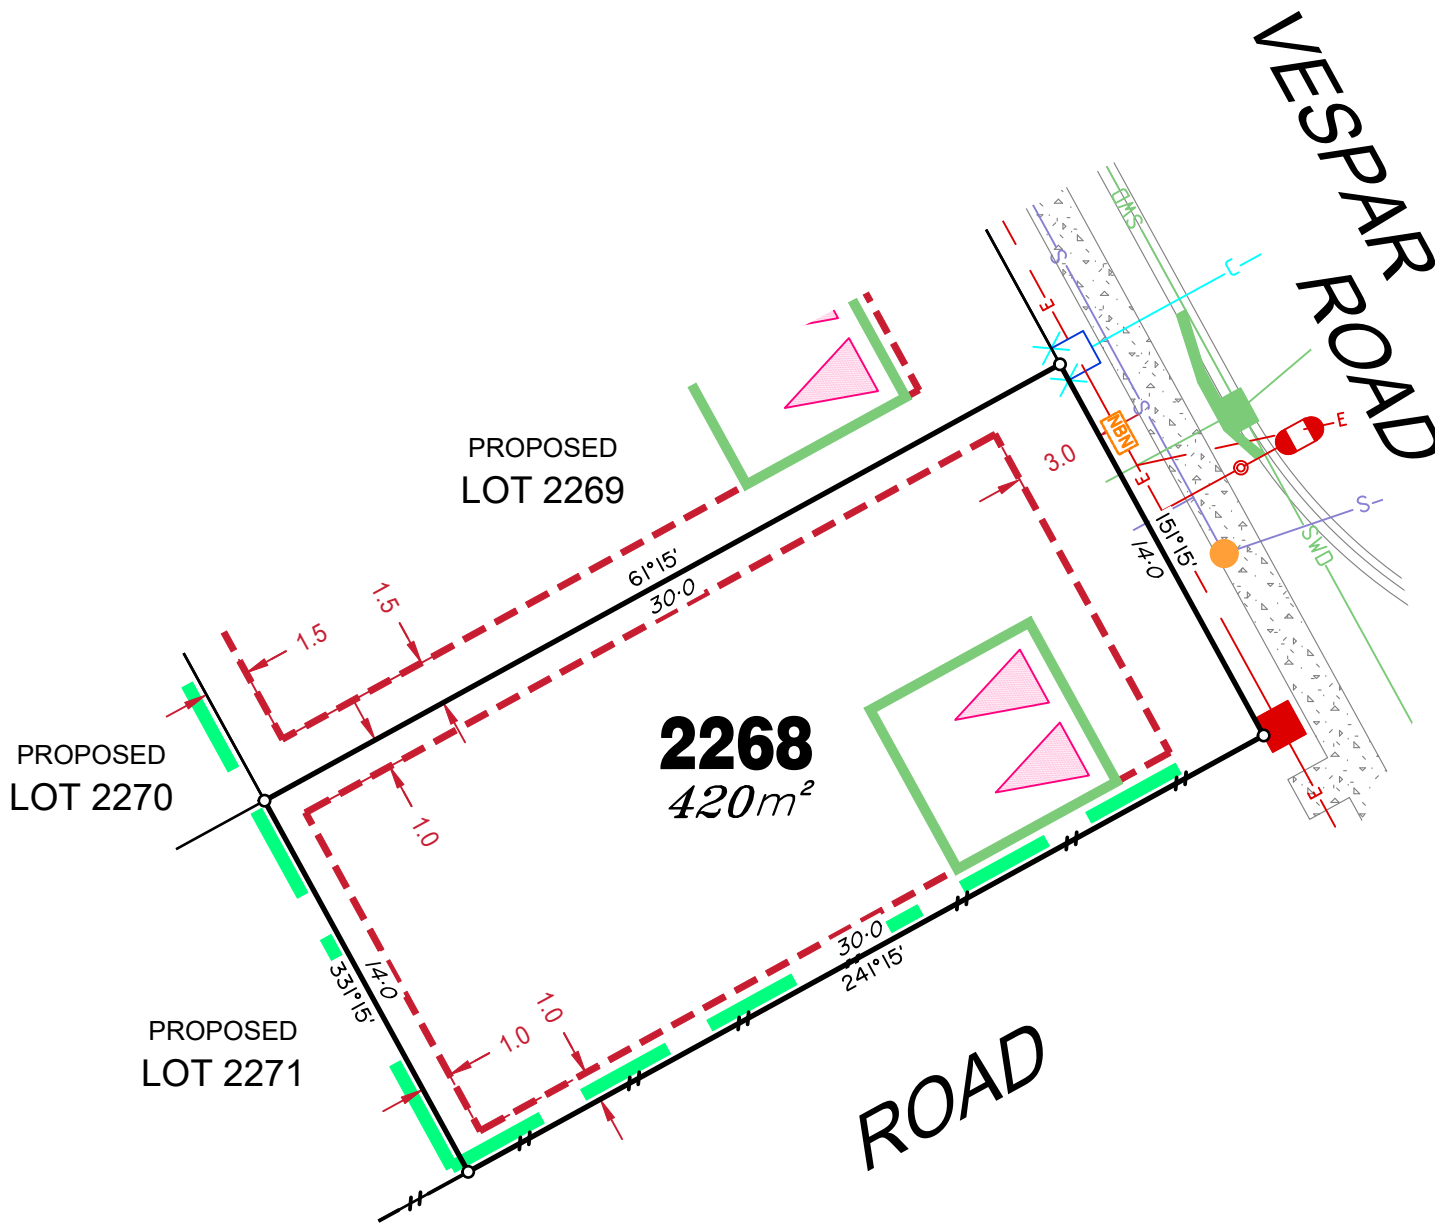 VESPAR
ROAD
SWD
C
S
E
PROPOSED
LOT 2269
3.0
NBN
S
E
E
S
SWD
151°15'
14·0
61°15'
30·0
1.5
1.5
PROPOSED
LOT 2270
2268
420m²
1.0
E
30·0
241°15'
14·0
331°15'
PROPOSED
LOT 2271
1.0
1.0
ROAD